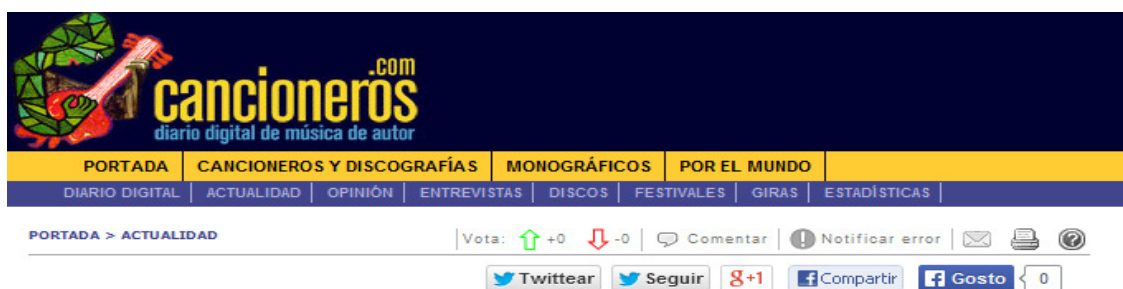 .com
cancioneros
diario digital de música de autor
PORTADA CANCIONEROS Y DISCOGRAFÍAS MONOGRÁFICOS POR EL MUNDO
DIARIO DIGITAL ACTUALIDAD OPINIÓN ENTREVISTAS DISCOS FESTIVALES GIRAS ESTADÍSTICAS
PORTADA > ACTUALIDAD Vota: +0 -0 Comentar Notificar error
Twittear Seguir g+1 Compartir Gosto 0